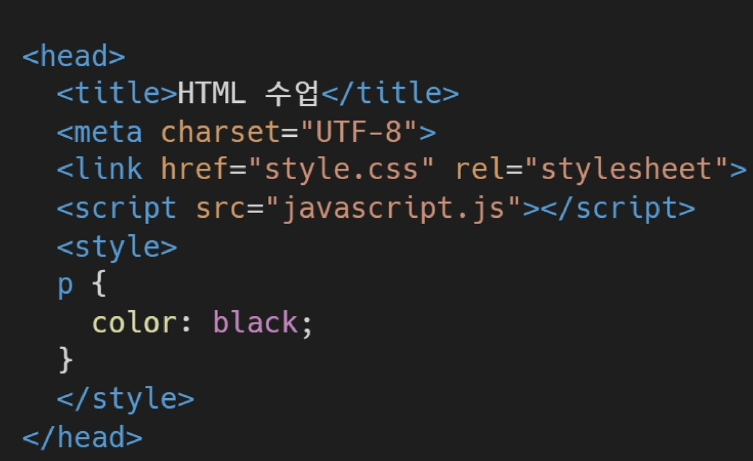 <head>
<title>HTML 수업</title>
<meta charset="UTF-8">
<link href="style.css" rel="stylesheet">
<script src="javascript.js"></script>
<style>
p {
color: black;
}
</style>
</head>